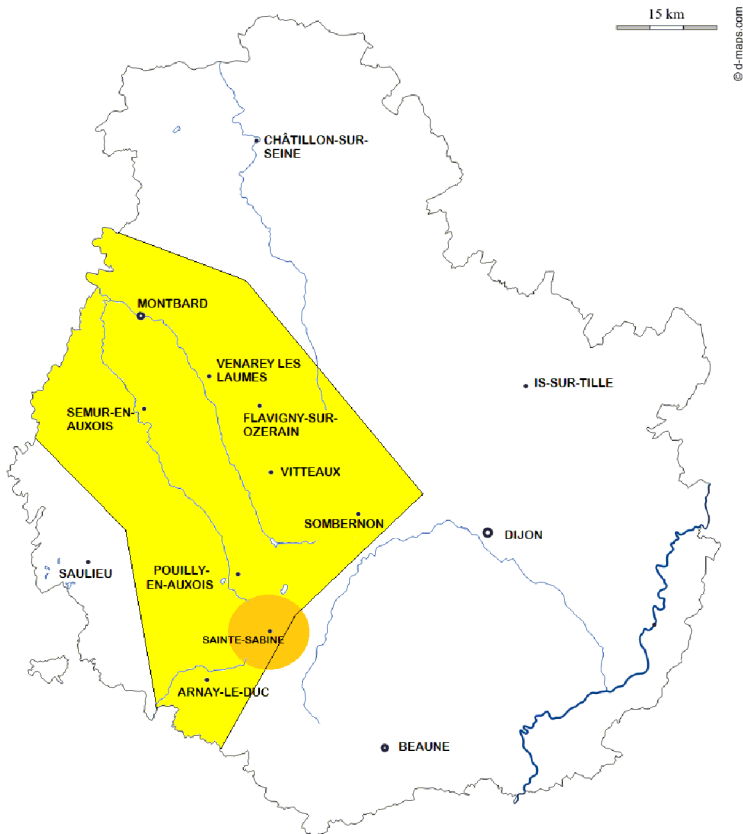 15 km
© d-maps.com
CHÂTILLON-SUR-
SEINE
MONTBARD
VENAREY LES
LAUMES
IS-SUR-TILLE
SEMUR-EN-
AUXOIS
FLAVIGNY-SUR-
OZERAIN
VITTEAUX
SOMBERNON
DIJON
SAULIEU
POUILLY-
EN-AUXOIS
SAINTE-SABINE
ARNAY-LE-DUC
BEAUNE